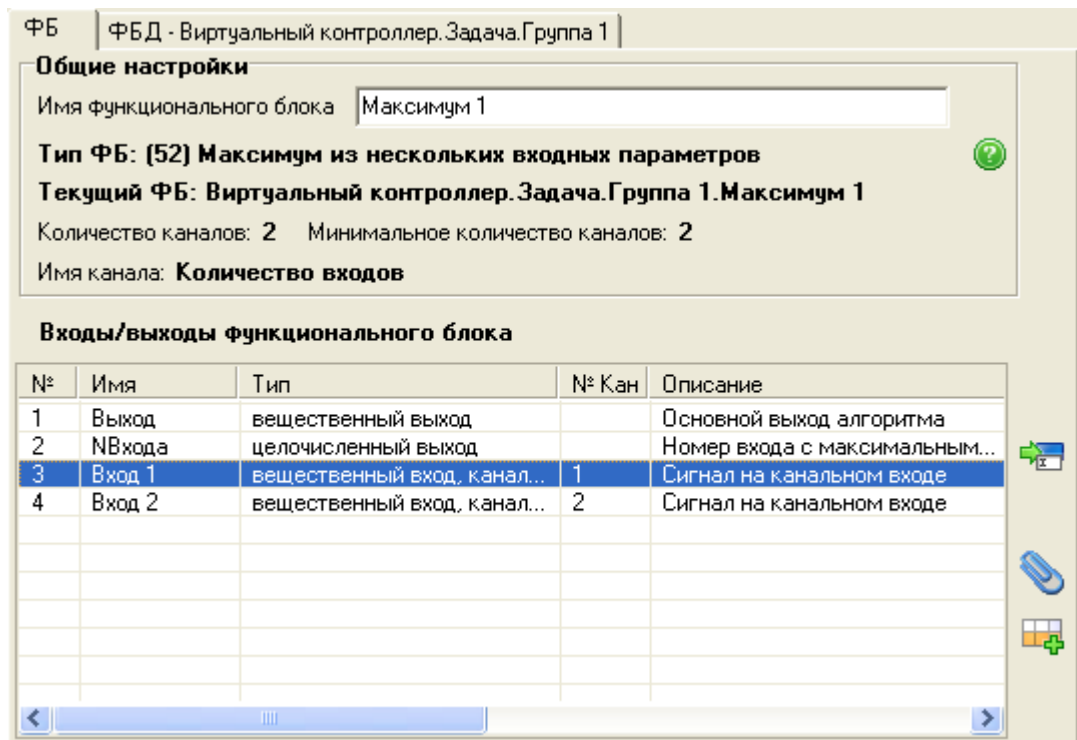 ФБ ФБД - Виртуальный контроллер.Задача.Группа 1
Общие настройки
Имя функционального блока Максимум 1
Тип ФБ: (52) Максимум из нескольких входных параметров
Текущий ФБ: Виртуальный контроллер.Задача.Группа 1.Максимум 1
Количество каналов: 2 Минимальное количество каналов: 2
Имя канала: Количество входов
Входы/выходы функционального блока
№ Имя Тип № Кан Описание
1 Выход вещественный выход Основной выход алгоритма
2 NВхода целочисленный выход Номер входа с максимальным...
3 Вход 1 вещественный вход, канал... 1 Сигнал на канальном входе
4 Вход 2 вещественный вход, канал... 2 Сигнал на канальном входе